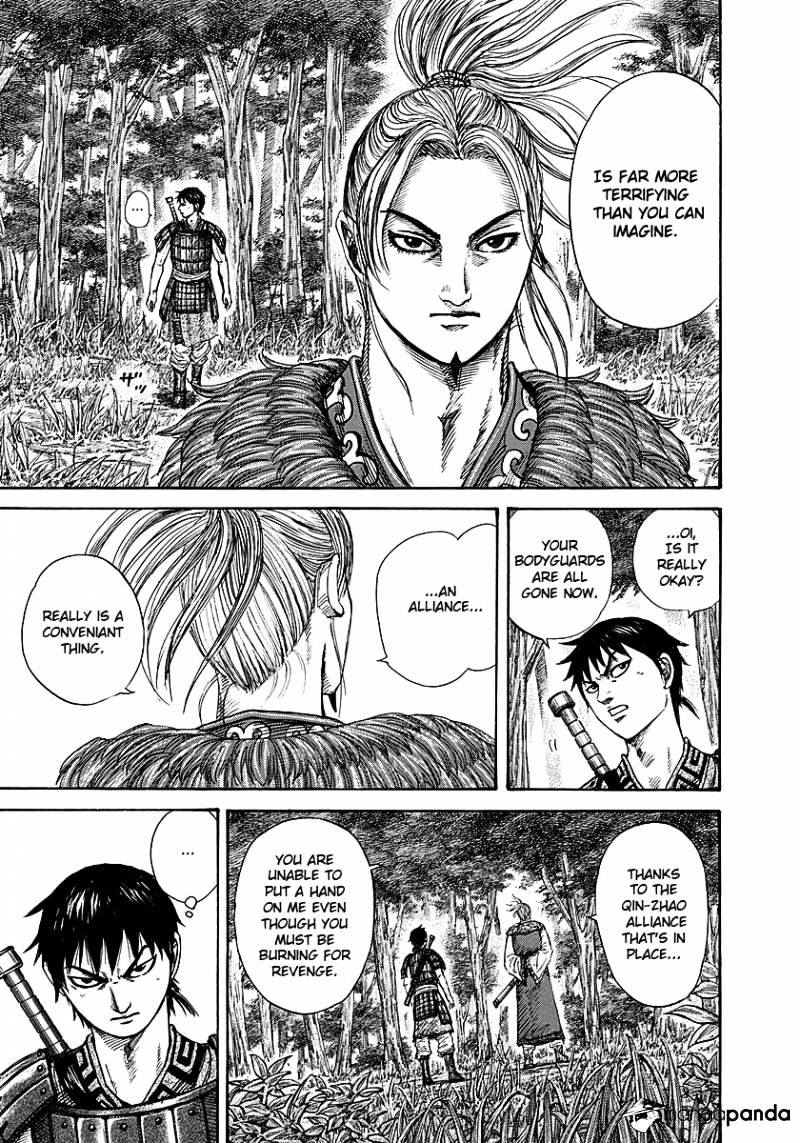 IS FAR MORE
TERRIFYING
THAN YOU CAN
IMAGINE.
...
ザッ
...OI,
IS IT
REALLY
OKAY?
YOUR
BODYGUARDS
ARE ALL
GONE NOW.
...AN
ALLIANCE...
REALLY IS A
CONVENIANT
THING.
THANKS
TO THE
QIN-ZHAO
ALLIANCE
THAT'S IN
PLACE...
YOU ARE
UNABLE TO
PUT A HAND
ON ME EVEN
THOUGH YOU
MUST BE
BURNING FOR
REVENGE.
...
mangapanda